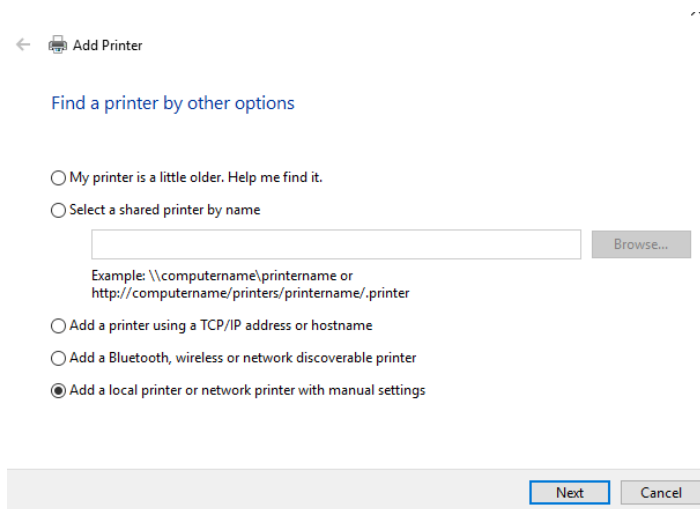 Add Printer
Find a printer by other options
My printer is a little older. Help me find it.
Select a shared printer by name
Browse...
Example: \\computername\printername or
http://computername/printers/printername/.printer
Add a printer using a TCP/IP address or hostname
Add a Bluetooth, wireless or network discoverable printer
Add a local printer or network printer with manual settings
Next Cancel